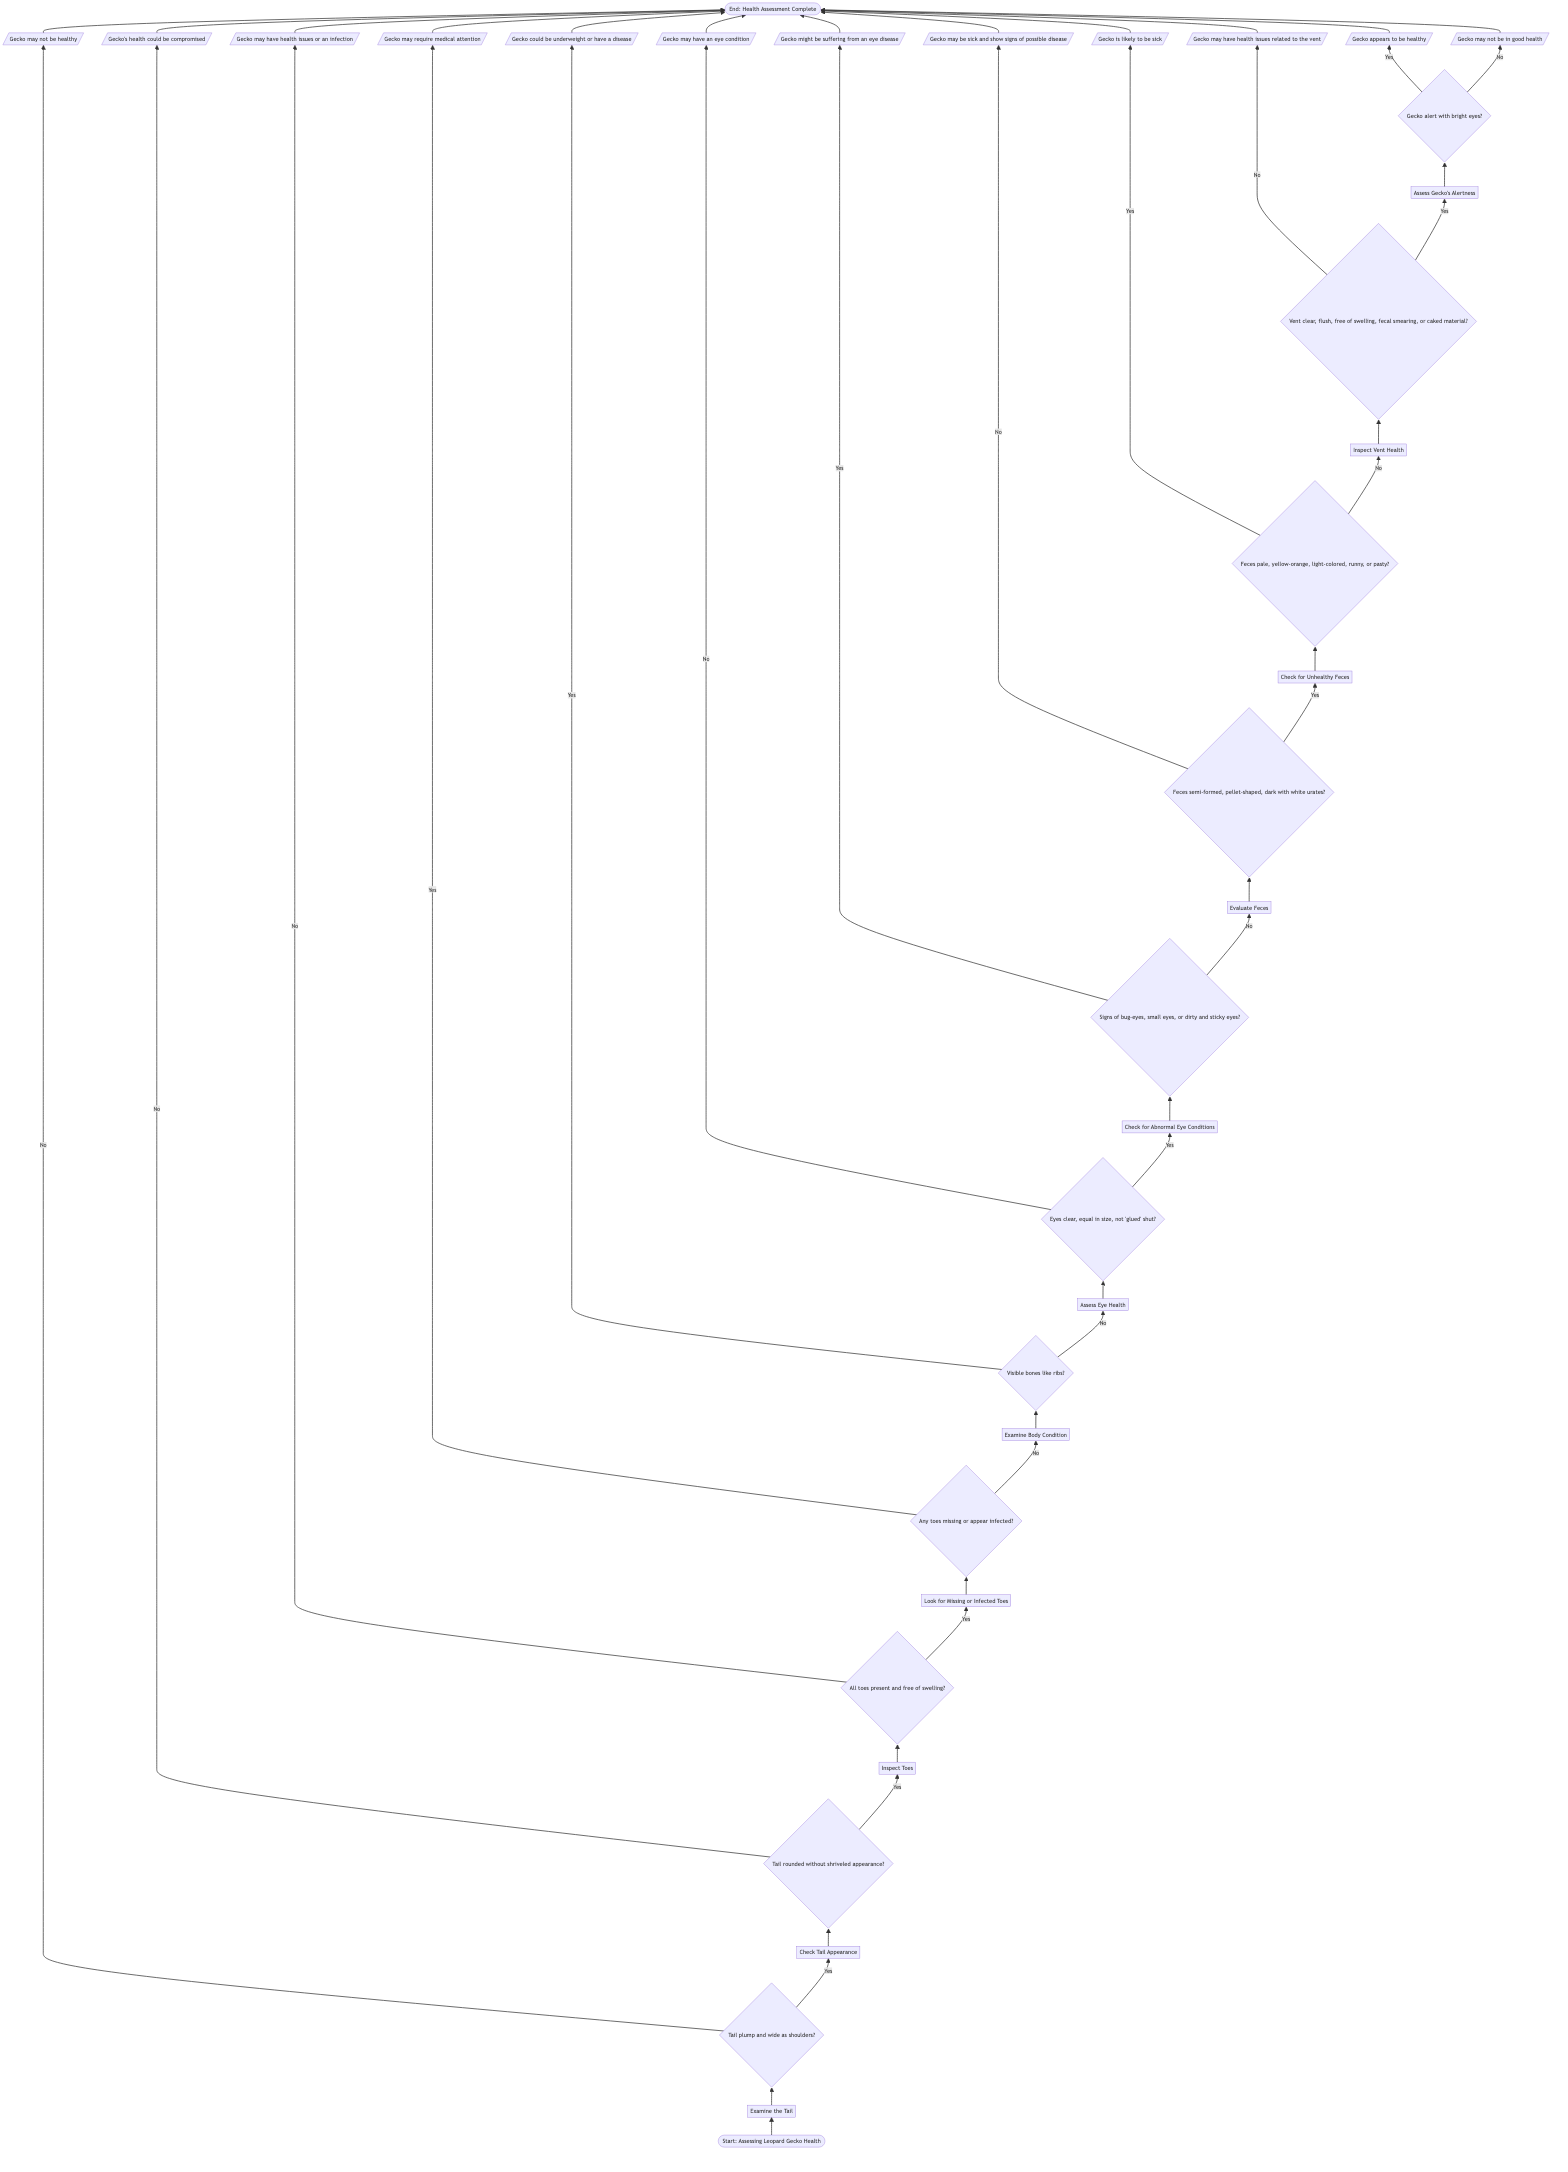 End: Health Assessment Complete
Gecko may not be healthy
Gecko's health could be compromised
Gecko may have health issues or an infection
Gecko may require medical attention
Gecko could be underweight or have a disease
Gecko may have an eye condition
Gecko might be suffering from an eye disease
Gecko may be sick and show signs of possible disease
Gecko is likely to be sick
Gecko may have health issues related to the vent
Gecko appears to be healthy
Gecko may not be in good health
Yes
No
Gecko alert with bright eyes?
No
Assess Gecko's Alertness
Yes
Yes
Vent clear, flush, free of swelling, fecal smearing, or caked material?
No
Inspect Vent Health
Yes
No
Feces pale, yellow-orange, light-colored, runny, or pasty?
No
Check for Unhealthy Feces
Yes
Yes
Feces semi-formed, pellet-shaped, dark with white urates?
Yes
Evaluate Feces
No
No
Signs of bug-eyes, small eyes, or dirty and sticky eyes?
No
Check for Abnormal Eye Conditions
No
Yes
Eyes clear, equal in size, not 'glued' shut?
Assess Eye Health
No
Visible bones like ribs?
Examine Body Condition
No
Any toes missing or appear infected?
Look for Missing or Infected Toes
Yes
All toes present and free of swelling?
Inspect Toes
Yes
Tail rounded without shriveled appearance?
Check Tail Appearance
Yes
Tail plump and wide as shoulders?
Examine the Tail
Start: Assessing Leopard Gecko Health